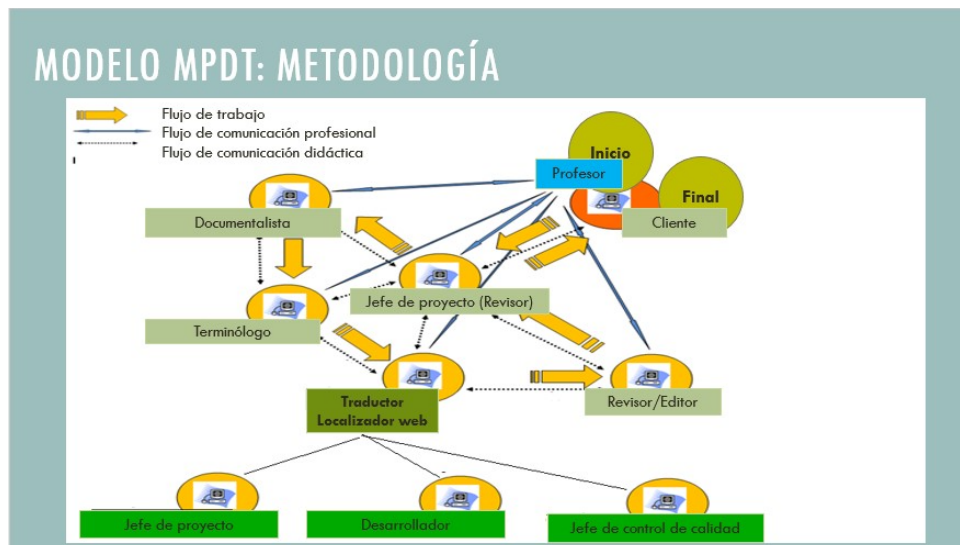 MODELO MPDT: METODOLOGÍA
Flujo de trabajo
Flujo de comunicación profesional
Flujo de comunicación didáctica
Inicio
Profesor
Final
Documentalista
Cliente
Jefe de proyecto (Revisor)
Terminólogo
Traductor
Localizador web
Revisor/Editor
Jefe de proyecto
Desarrollador
Jefe de control de calidad